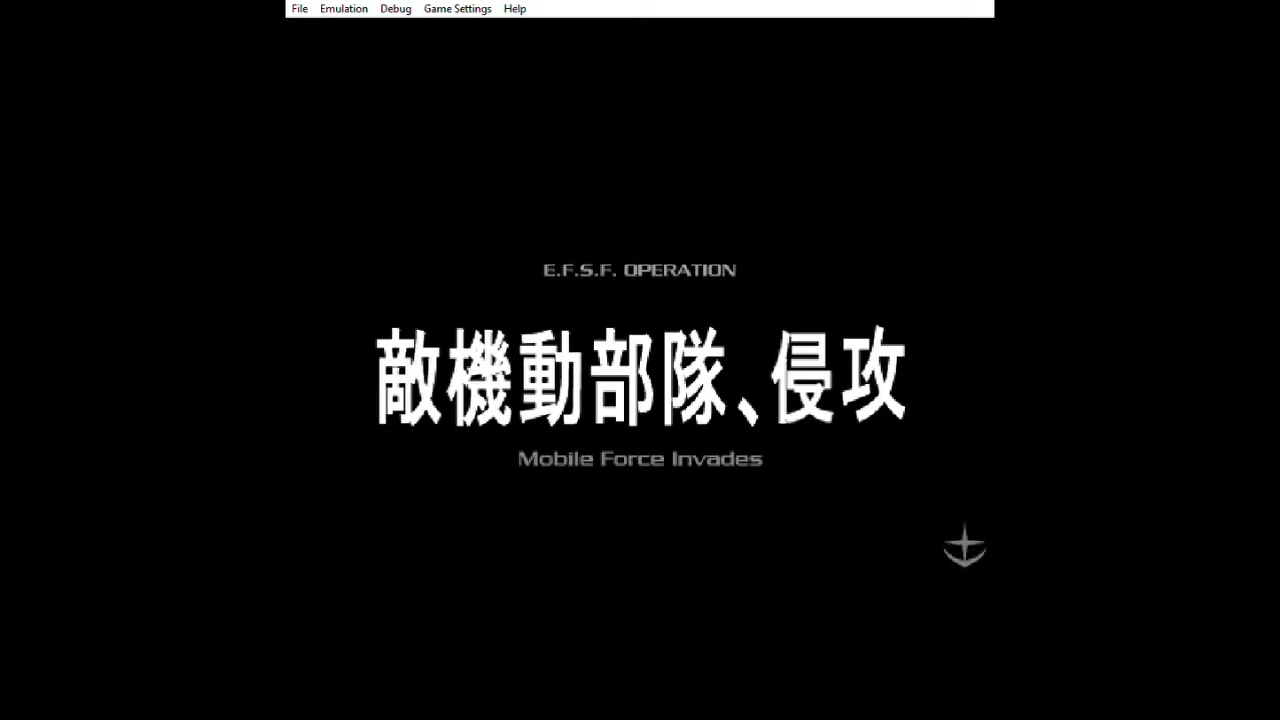 File Emulation Debug Game Settings Help
E.F.S.F. OPERATION
敵機動部隊、侵攻
Mobile Force Invades